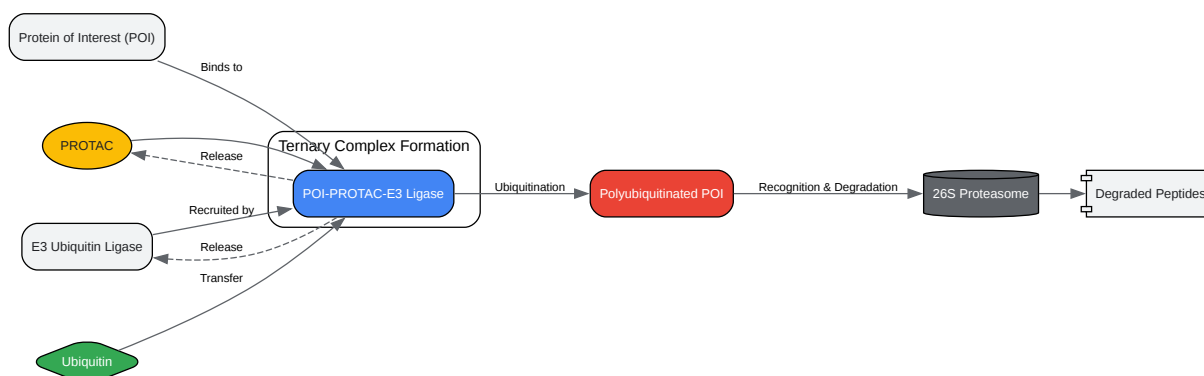 Protein of Interest (POI)
Binds to
PROTAC
Ternary Complex Formation
Release
POI-PROTAC-E3 Ligase
Ubiquitination
Polyubiquitinated POI
Recognition & Degradation
26S Proteasome
Degraded Peptides
Recruited by
E3 Ubiquitin Ligase
Release
Transfer
Ubiquitin